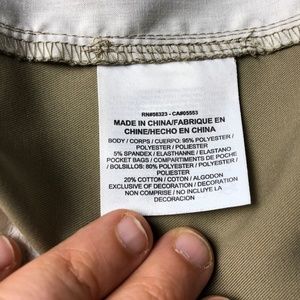 RN#56323 - CA#05553
MADE IN CHINA/FABRIQUE EN
CHINE/HECHO EN CHINA
BODY / CORPS / CUERPO: 95% POLYESTER /
POLYESTER / POLIESTER
5% SPANDEX / ELASTHANNE / ELASTANO
POCKET BAGS / COMPARTIMENTS DE POCHE
/ BOLSILLOS: 80% POLYESTER / POLYESTER /
POLIESTER
20% COTTON / COTON / ALGODON
EXCLUSIVE OF DECORATION / DECORATION
NON COMPRISE / NO INCLUYE LA
DECORACION